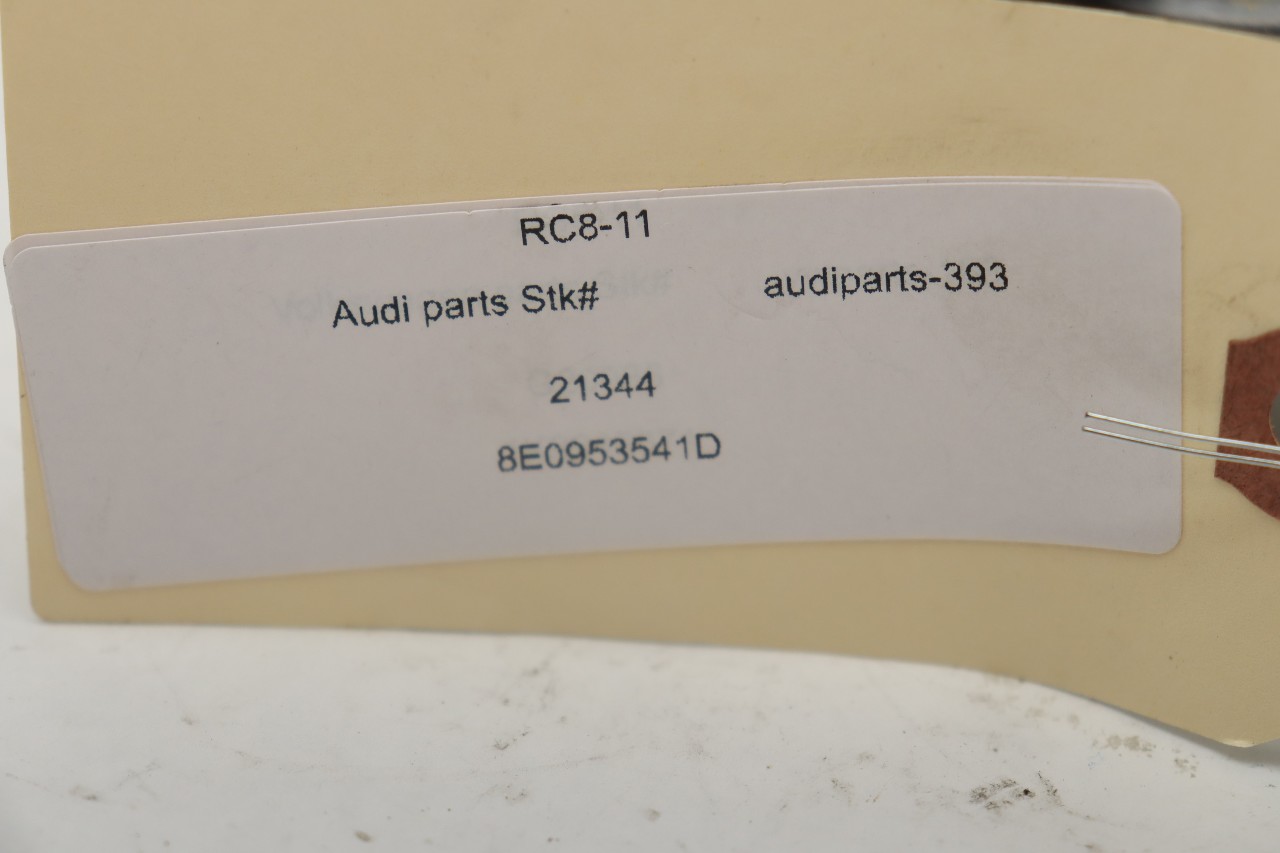 RC8-11
Audi parts Stk# audiparts-393
21344
8E0953541D